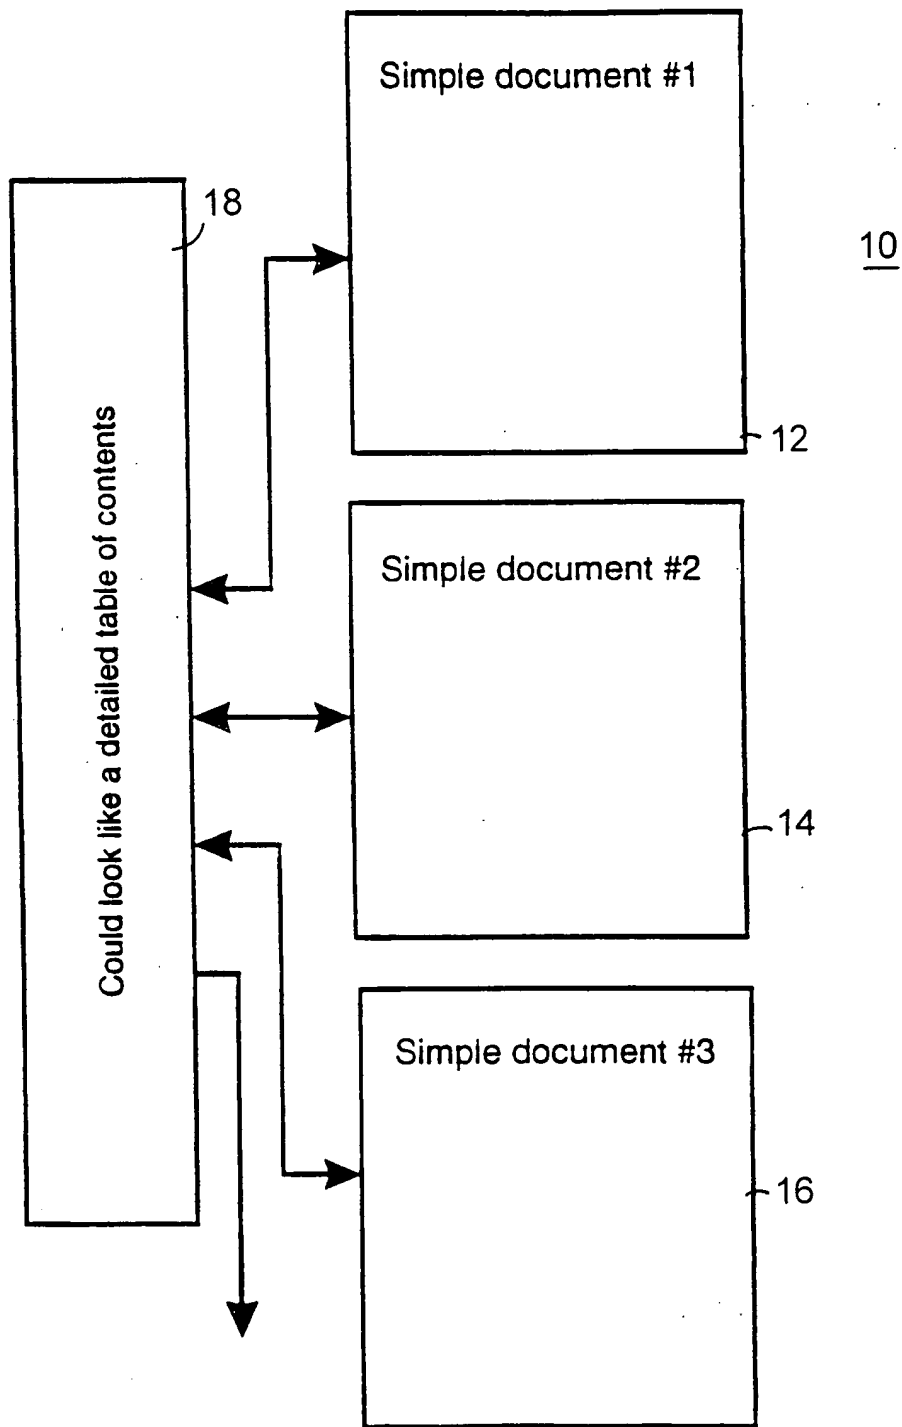 Simple document #1
18
10
12
Could look like a detailed table of contents
Simple document #2
14
Simple document #3
16